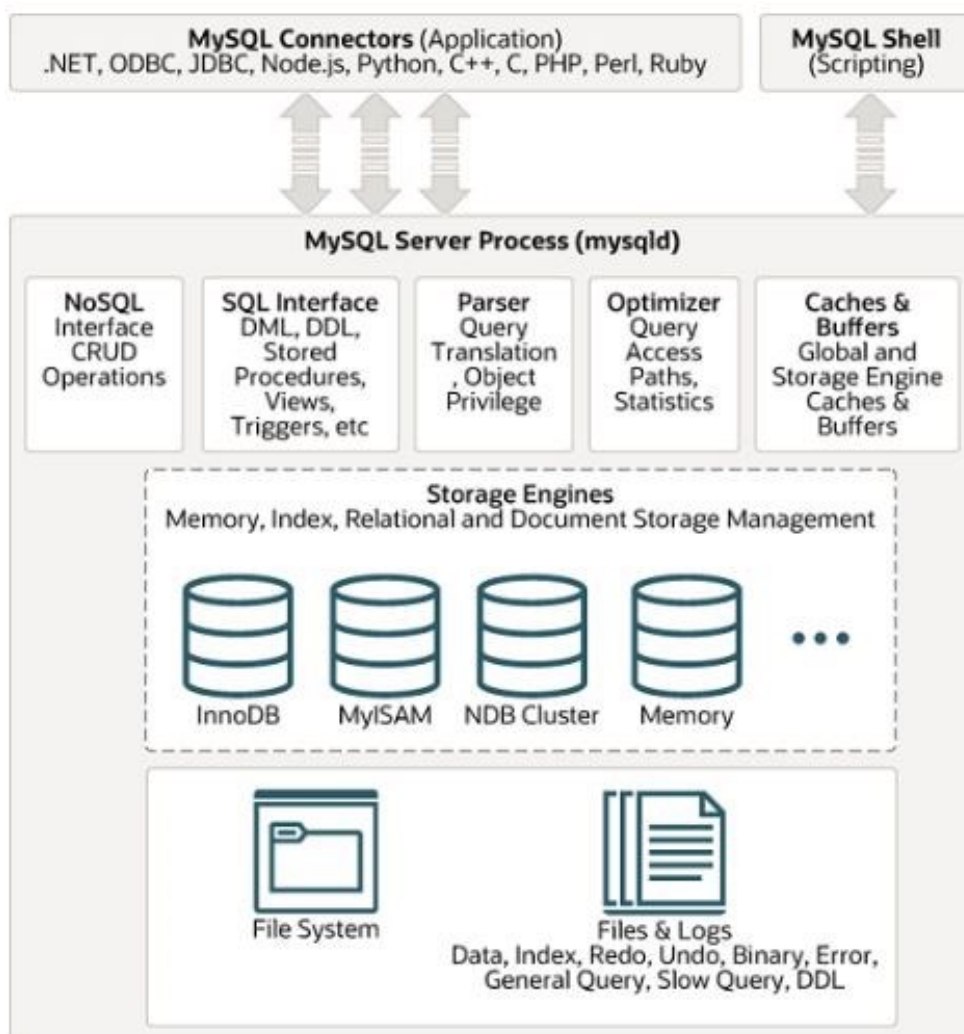 MySQL Connectors (Application)
.NET, ODBC, JDBC, Node.js, Python, C++, C, PHP, Perl, Ruby
MySQL Shell
(Scripting)
MySQL Server Process (mysqld)
NoSQL
Interface
CRUD
Operations
SQL Interface
DML, DDL,
Stored
Procedures,
Views,
Triggers, etc
Parser
Query
Translation
, Object
Privilege
Optimizer
Query
Access
Paths,
Statistics
Caches &
Buffers
Global and
Storage Engine
Caches &
Buffers
Storage Engines
Memory, Index, Relational and Document Storage Management
InnoDB
MyISAM
NDB Cluster
Memory
File System
Files & Logs
Data, Index, Redo, Undo, Binary, Error,
General Query, Slow Query, DDL